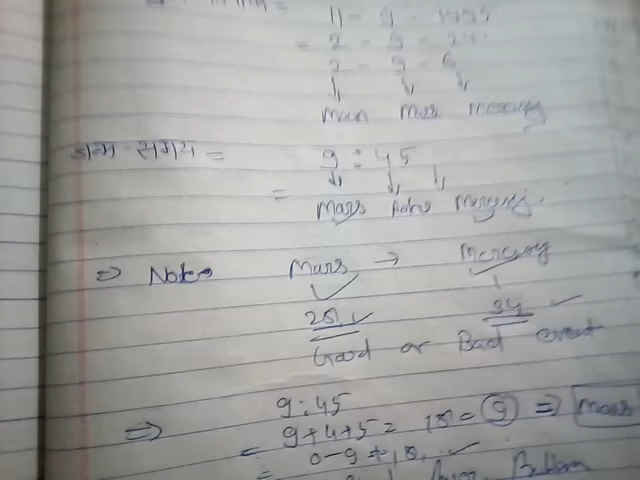 11 - 9 - 1995
= 2 - 9 - 24
2 - 9 - 6
Moon Mars Mercury
जन्म - समय = 9 : 45
= Mars Rahu Mercury.
⇒ Note Mars → Mercury
28 ✓ 34 ✓
Good or Bad event
⇒ 9:45
= 9+4+5 = 18 = 9 ⇒ Mars
= 0-9 + 18. ✓